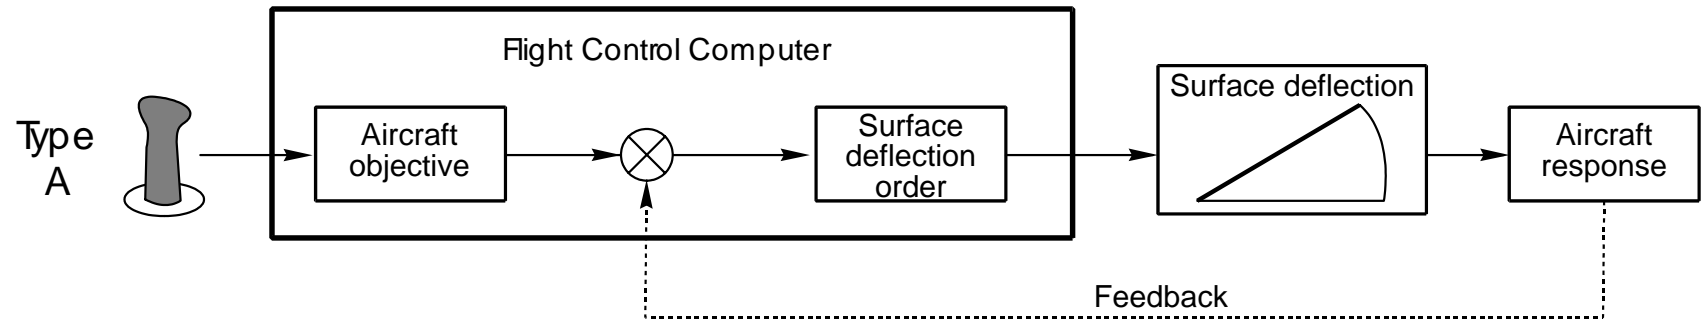 Flight Control Computer
Type
A
Aircraft
objective
Surface
deflection
order
Surface deflection
Aircraft
response
Feedback